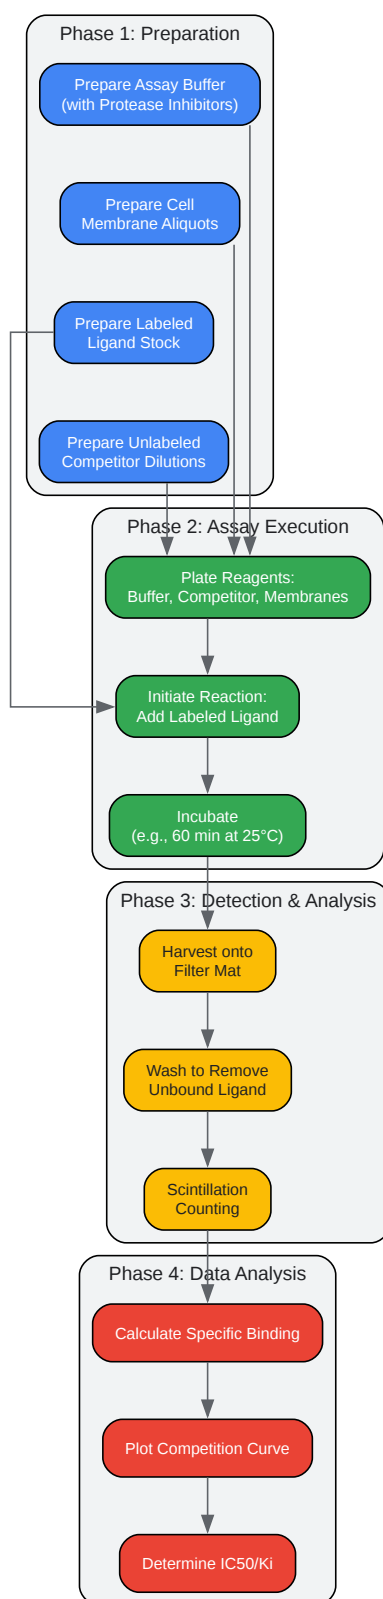 Phase 1: Preparation
Prepare Assay Buffer
(with Protease Inhibitors)
Prepare Cell
Membrane Aliquots
Prepare Labeled
Ligand Stock
Prepare Unlabeled
Competitor Dilutions
Phase 2: Assay Execution
Plate Reagents:
Buffer, Competitor, Membranes
Initiate Reaction:
Add Labeled Ligand
Incubate
(e.g., 60 min at 25°C)
Phase 3: Detection & Analysis
Harvest onto
Filter Mat
Wash to Remove
Unbound Ligand
Scintillation
Counting
Phase 4: Data Analysis
Calculate Specific Binding
Plot Competition Curve
Determine IC50/Ki